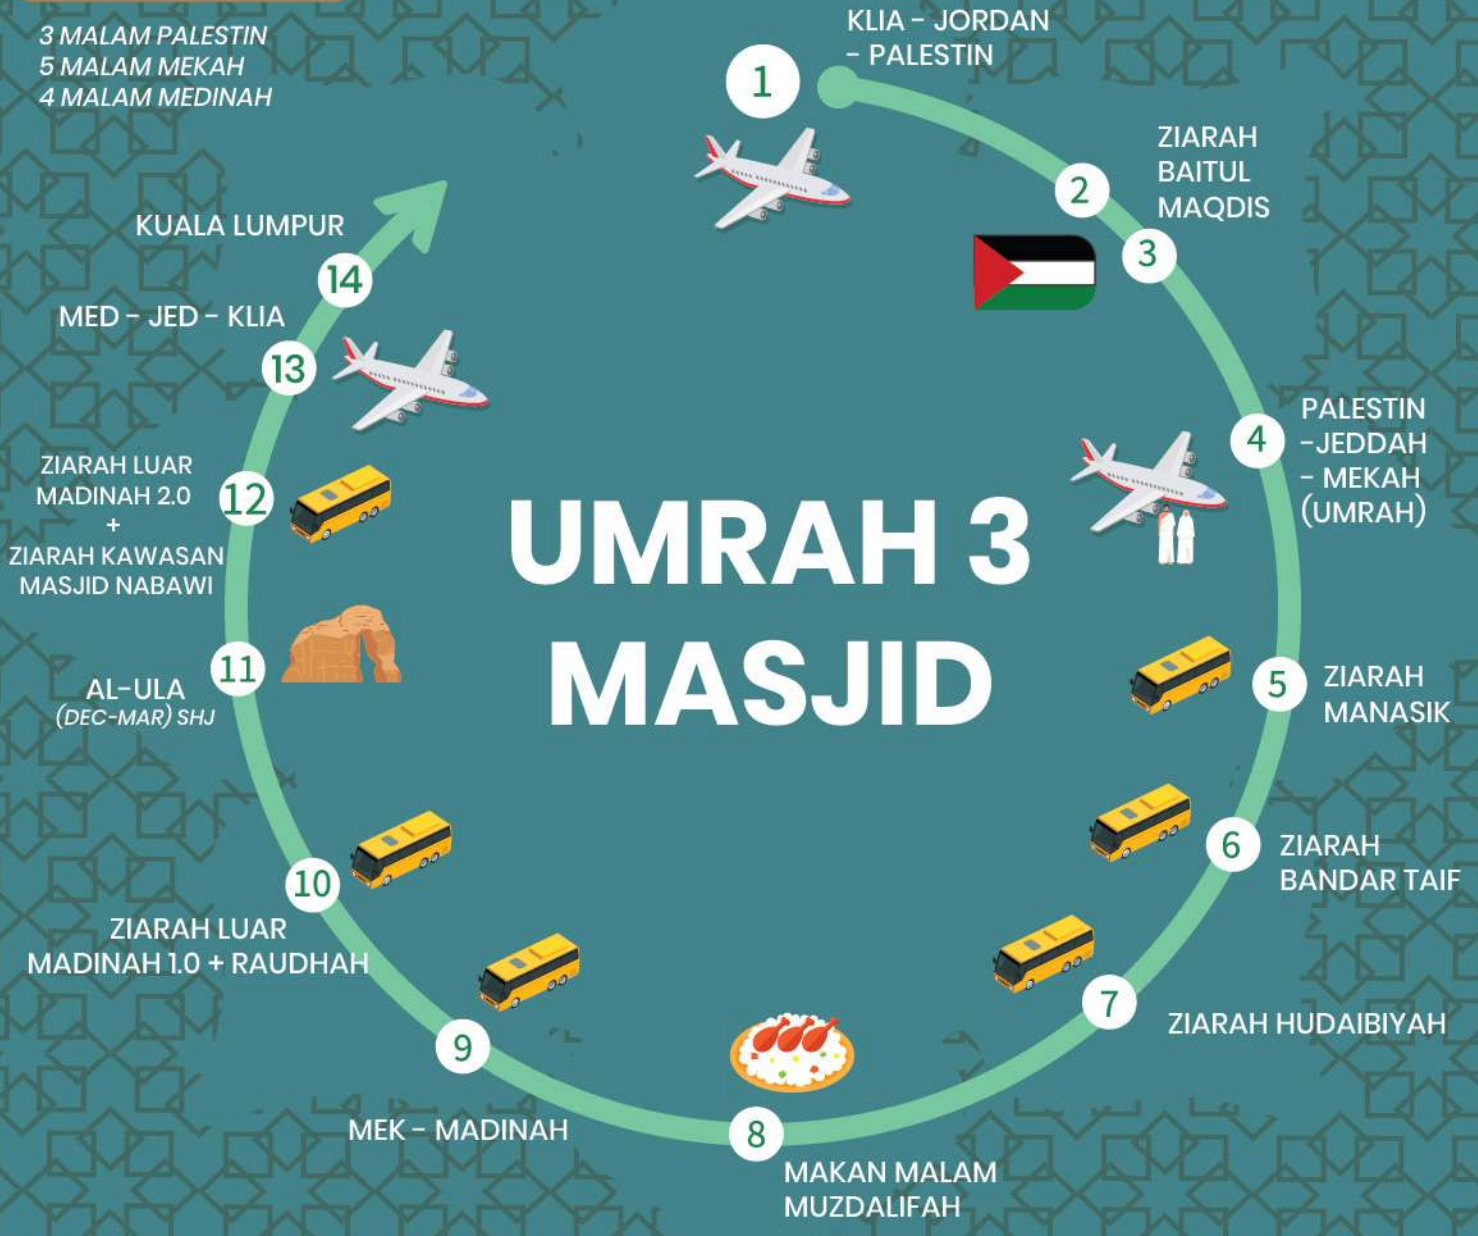 3 MALAM PALESTIN
5 MALAM MEKAH
4 MALAM MEDINAH
1
KLIA - JORDAN
- PALESTIN
2
3
ZIARAH
BAITUL
MAQDIS
4
PALESTIN
-JEDDAH
- MEKAH
(UMRAH)
5
ZIARAH
MANASIK
6
ZIARAH
BANDAR TAIF
7
ZIARAH HUDAIBIYAH
8
MAKAN MALAM
MUZDALIFAH
9
MEK - MADINAH
10
ZIARAH LUAR
MADINAH 1.0 + RAUDHAH
11
AL-ULA
(DEC-MAR) SHJ
12
ZIARAH LUAR
MADINAH 2.0
+
ZIARAH KAWASAN
MASJID NABAWI
13
MED - JED - KLIA
14
KUALA LUMPUR
UMRAH 3
MASJID